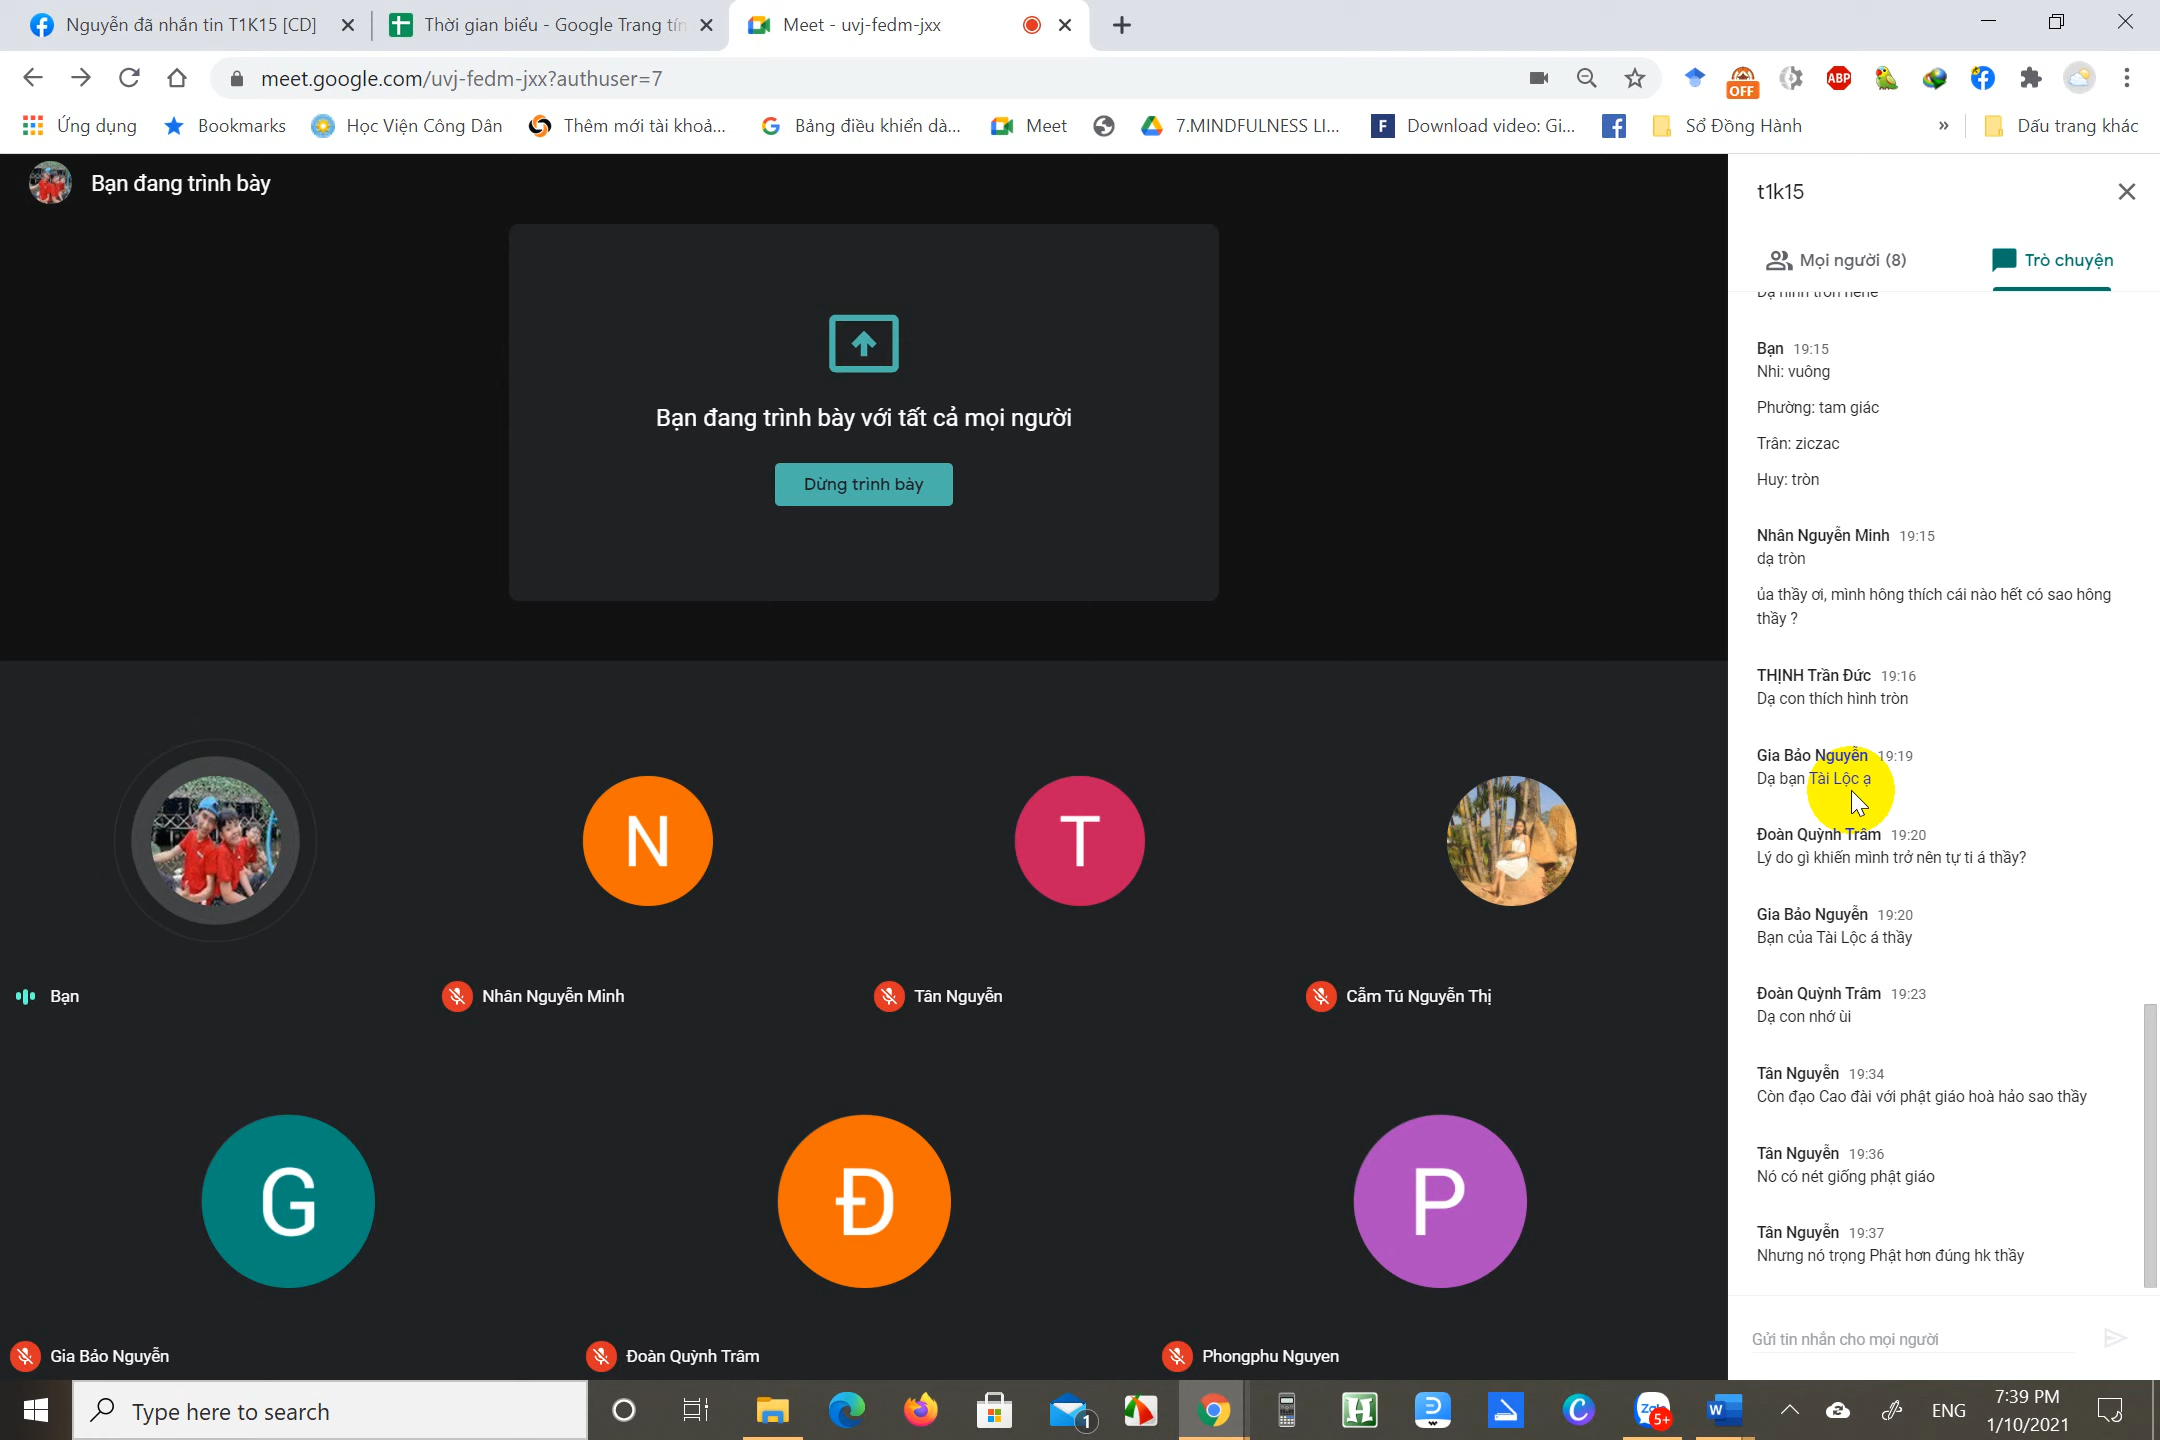 Nguyễn đã nhắn tin T1K15 [CD]
Thời gian biểu - Google Trang tín
Meet - uvj-fedm-jxx
meet.google.com/uvj-fedm-jxx?authuser=7
OFF
ABP
Ứng dụng
Bookmarks
Học Viện Công Dân
Thêm mới tài khoả...
Bảng điều khiển dà...
Meet
7.MINDFULNESS LI...
F
Download video: Gi...
Sổ Đồng Hành
»
Dấu trang khác
Bạn đang trình bày
Bạn đang trình bày với tất cả mọi người
Dừng trình bày
N
T
Bạn
Nhân Nguyễn Minh
Tân Nguyễn
Cẩm Tú Nguyễn Thị
G
Đ
P
Gia Bảo Nguyễn
Đoàn Quỳnh Trâm
Phongphu Nguyen
t1k15
Mọi người (8)
Trò chuyện
Dạ hình tròn hehe
Bạn 19:15
Nhi: vuông
Phường: tam giác
Trân: ziczac
Huy: tròn
Nhân Nguyễn Minh 19:15
dạ tròn
ủa thầy ơi, mình hông thích cái nào hết có sao hông
thầy ?
THỊNH Trần Đức 19:16
Dạ con thích hình tròn
Gia Bảo Nguyễn 19:19
Dạ bạn Tài Lộc ạ
Đoàn Quỳnh Trâm 19:20
Lý do gì khiến mình trở nên tự ti á thầy?
Gia Bảo Nguyễn 19:20
Bạn của Tài Lộc á thầy
Đoàn Quỳnh Trâm 19:23
Dạ con nhớ ùi
Tân Nguyễn 19:34
Còn đạo Cao đài với phật giáo hoà hảo sao thầy
Tân Nguyễn 19:36
Nó có nét giống phật giáo
Tân Nguyễn 19:37
Nhưng nó trọng Phật hơn đúng hk thầy
Gửi tin nhắn cho mọi người
Type here to search
1
Zalo
5+
W
ENG
7:39 PM
1/10/2021